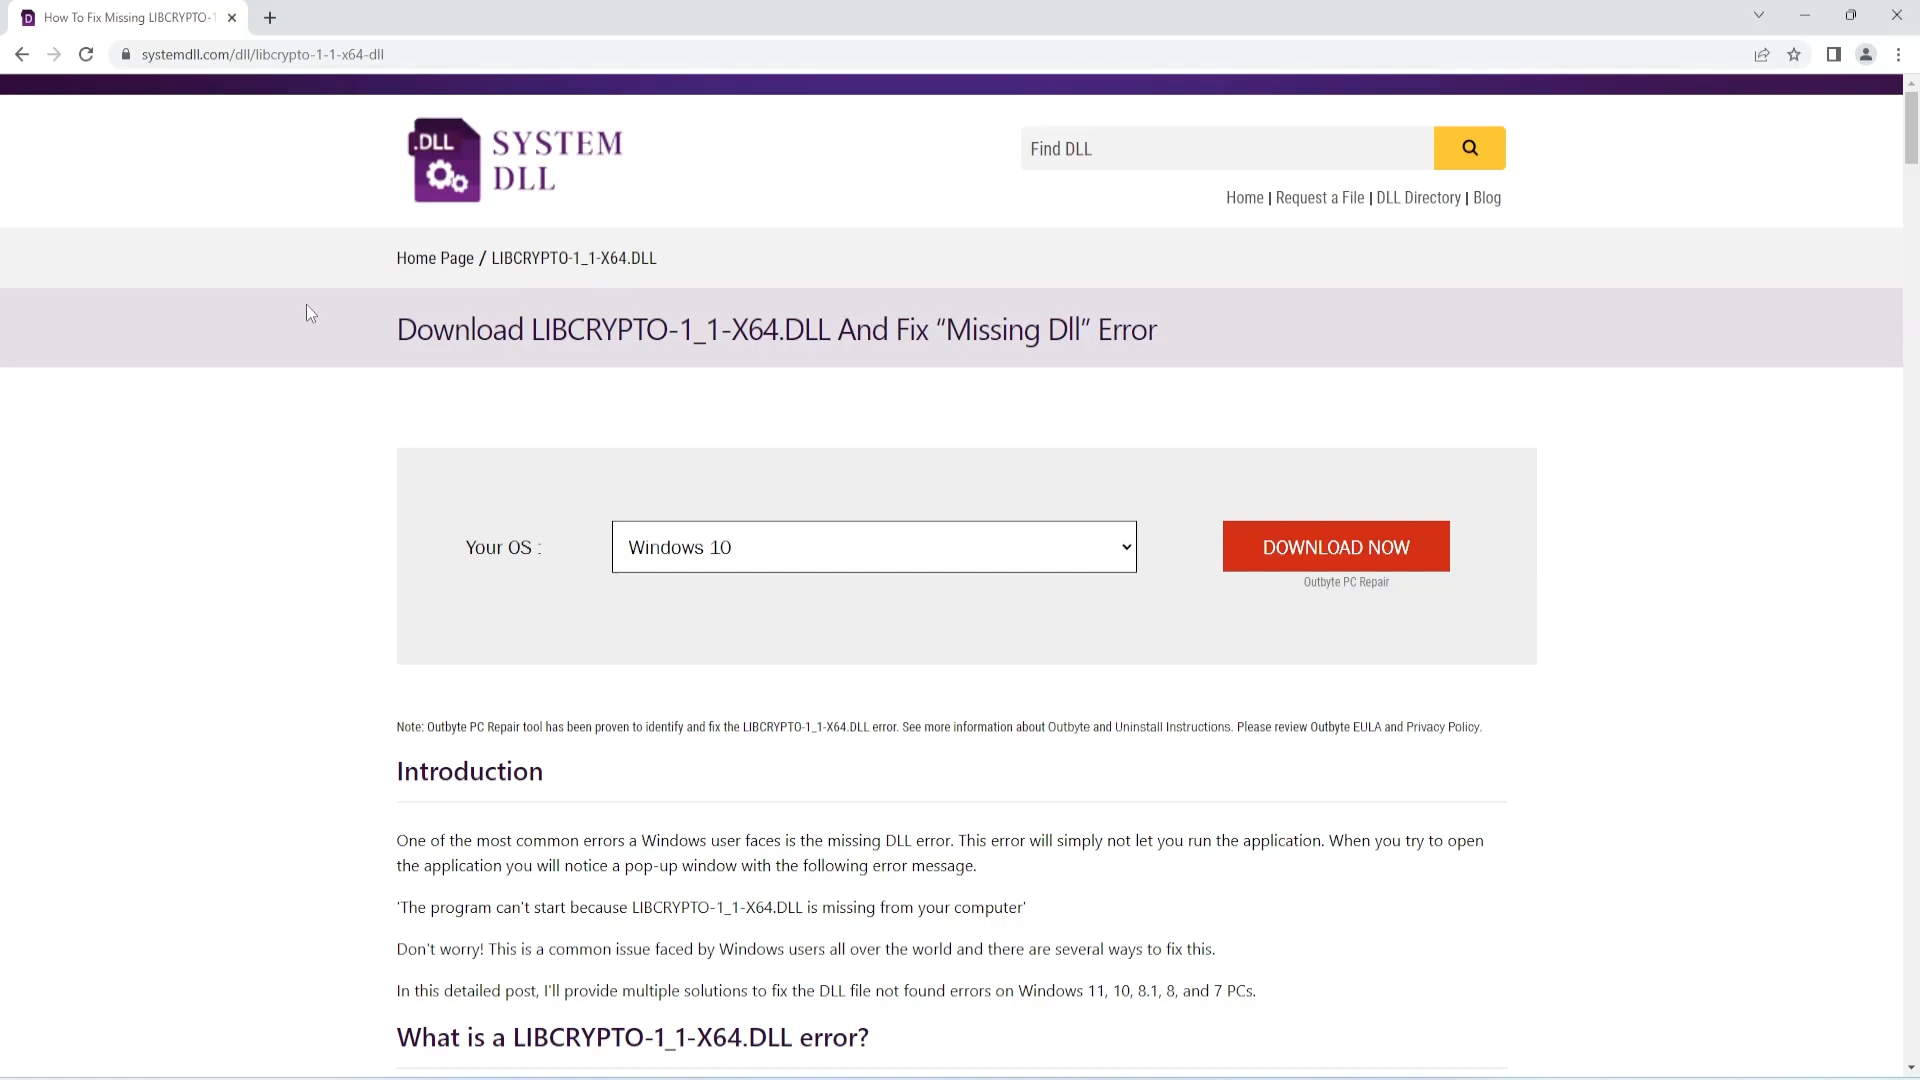 How To Fix Missing LIBCRYPTO-1
systemdll.com/dll/libcrypto-1-1-x64-dll
.DLL
SYSTEM
DLL
Find DLL
Home | Request a File | DLL Directory | Blog
Home Page / LIBCRYPTO-1_1-X64.DLL
Download LIBCRYPTO-1_1-X64.DLL And Fix “Missing Dll” Error
Your OS :
Windows 10
DOWNLOAD NOW
Outbyte PC Repair
Note: Outbyte PC Repair tool has been proven to identify and fix the LIBCRYPTO-1_1-X64.DLL error. See more information about Outbyte and Uninstall Instructions. Please review Outbyte EULA and Privacy Policy.
Introduction
One of the most common errors a Windows user faces is the missing DLL error. This error will simply not let you run the application. When you try to open
the application you will notice a pop-up window with the following error message.
'The program can't start because LIBCRYPTO-1_1-X64.DLL is missing from your computer'
Don't worry! This is a common issue faced by Windows users all over the world and there are several ways to fix this.
In this detailed post, I'll provide multiple solutions to fix the DLL file not found errors on Windows 11, 10, 8.1, 8, and 7 PCs.
What is a LIBCRYPTO-1_1-X64.DLL error?